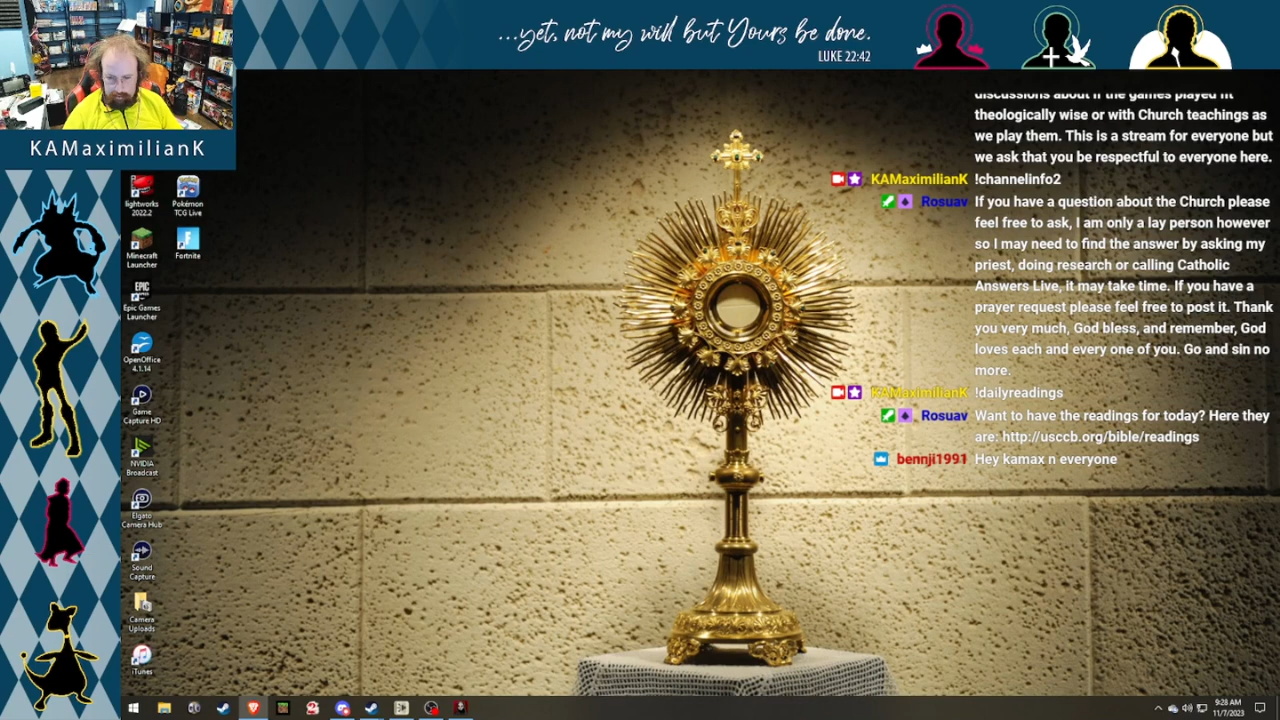 ...yet, not my will but Yours be done.
LUKE 22:42
KAMaximilianK
lightworks 2022.2
Pokémon TCG Live
Minecraft Launcher
Fortnite
EPIC
Epic Games Launcher
OpenOffice 4.1.14
Game Capture HD
NVIDIA Broadcast
Elgato Camera Hub
Sound Capture
Camera Uploads
iTunes
discussions about if the games played fit
theologically wise or with Church teachings as
we play them. This is a stream for everyone but
we ask that you be respectful to everyone here.
KAMaximilianK !channelinfo2
Rosuav If you have a question about the Church please
feel free to ask, I am only a lay person however
so I may need to find the answer by asking my
priest, doing research or calling Catholic
Answers Live, it may take time. If you have a
prayer request please feel free to post it. Thank
you very much, God bless, and remember, God
loves each and every one of you. Go and sin no
more.
KAMaximilianK !dailyreadings
Rosuav Want to have the readings for today? Here they
are: http://usccb.org/bible/readings
bennji1991 Hey kamax n everyone
9:28 AM
11/7/2023